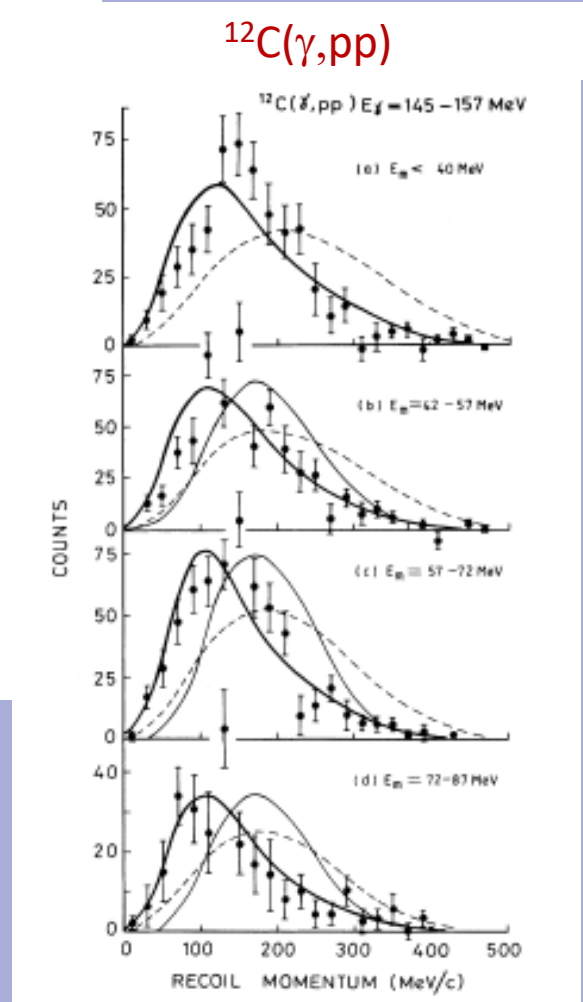 ¹²C(γ,pp)
¹²C(γ,pp) Eγ = 145 – 157 MeV
75
(a) Eₘ < 40 MeV
50
25
0
75
(b) Eₘ = 42 – 57 MeV
50
25
0
COUNTS
75
(c) Eₘ = 57 – 72 MeV
50
25
0
40
(d) Eₘ = 72-87 MeV
20
0
0 100 200 300 400 500
RECOIL MOMENTUM (MeV/c)